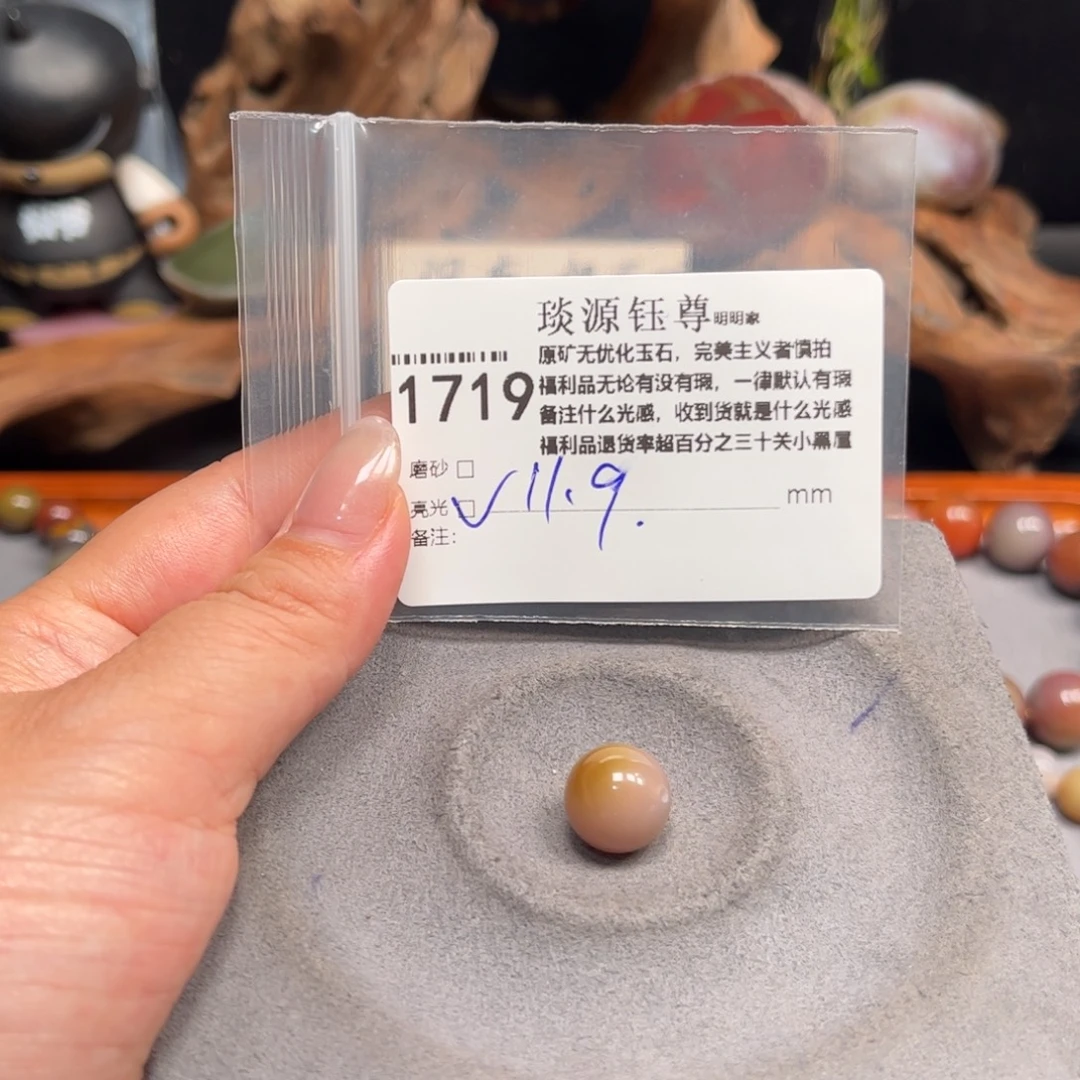 琰源钰尊明明家
原矿无优化玉石，完美主义者慎拍
1719
福利品无论有没有瑕，一律默认有瑕
备注什么光感，收到货就是什么光感
福利品退货率超百分之三十关小黑屋
磨砂 □
亮光 □ √ 11.9. mm
备注：